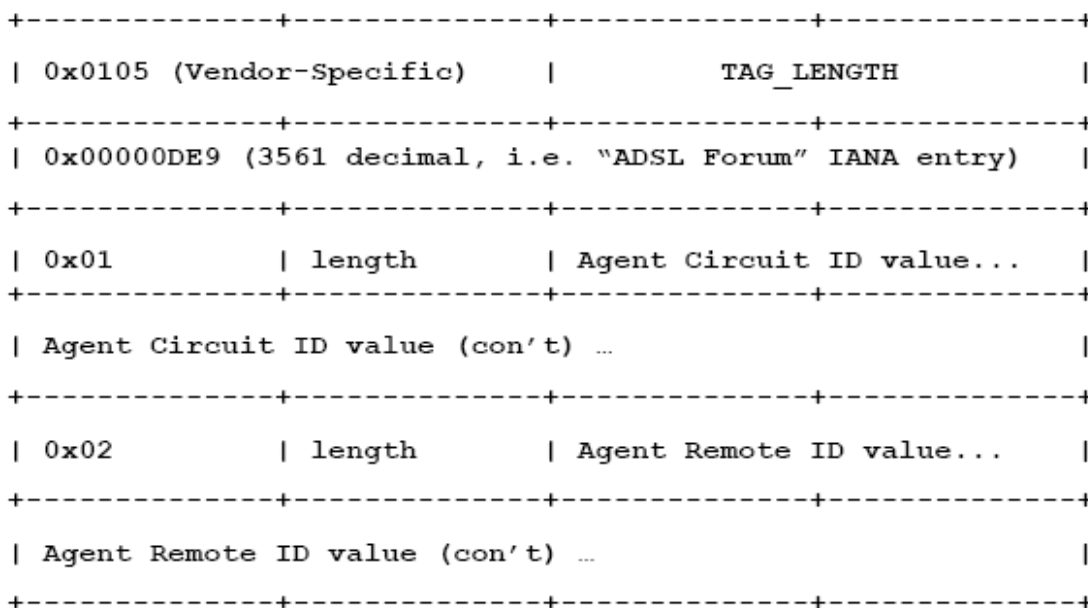 +--------------+--------------+--------------+--------------+
| 0x0105 (Vendor-Specific) | TAG_LENGTH |
+--------------+--------------+--------------+--------------+
| 0x00000DE9 (3561 decimal, i.e. “ADSL Forum” IANA entry) |
+--------------+--------------+--------------+--------------+
| 0x01 | length | Agent Circuit ID value... |
+--------------+--------------+--------------+--------------+
| Agent Circuit ID value (con’t) … |
+--------------+--------------+--------------+--------------+
| 0x02 | length | Agent Remote ID value... |
+--------------+--------------+--------------+--------------+
| Agent Remote ID value (con’t) … |
+--------------+--------------+--------------+--------------+